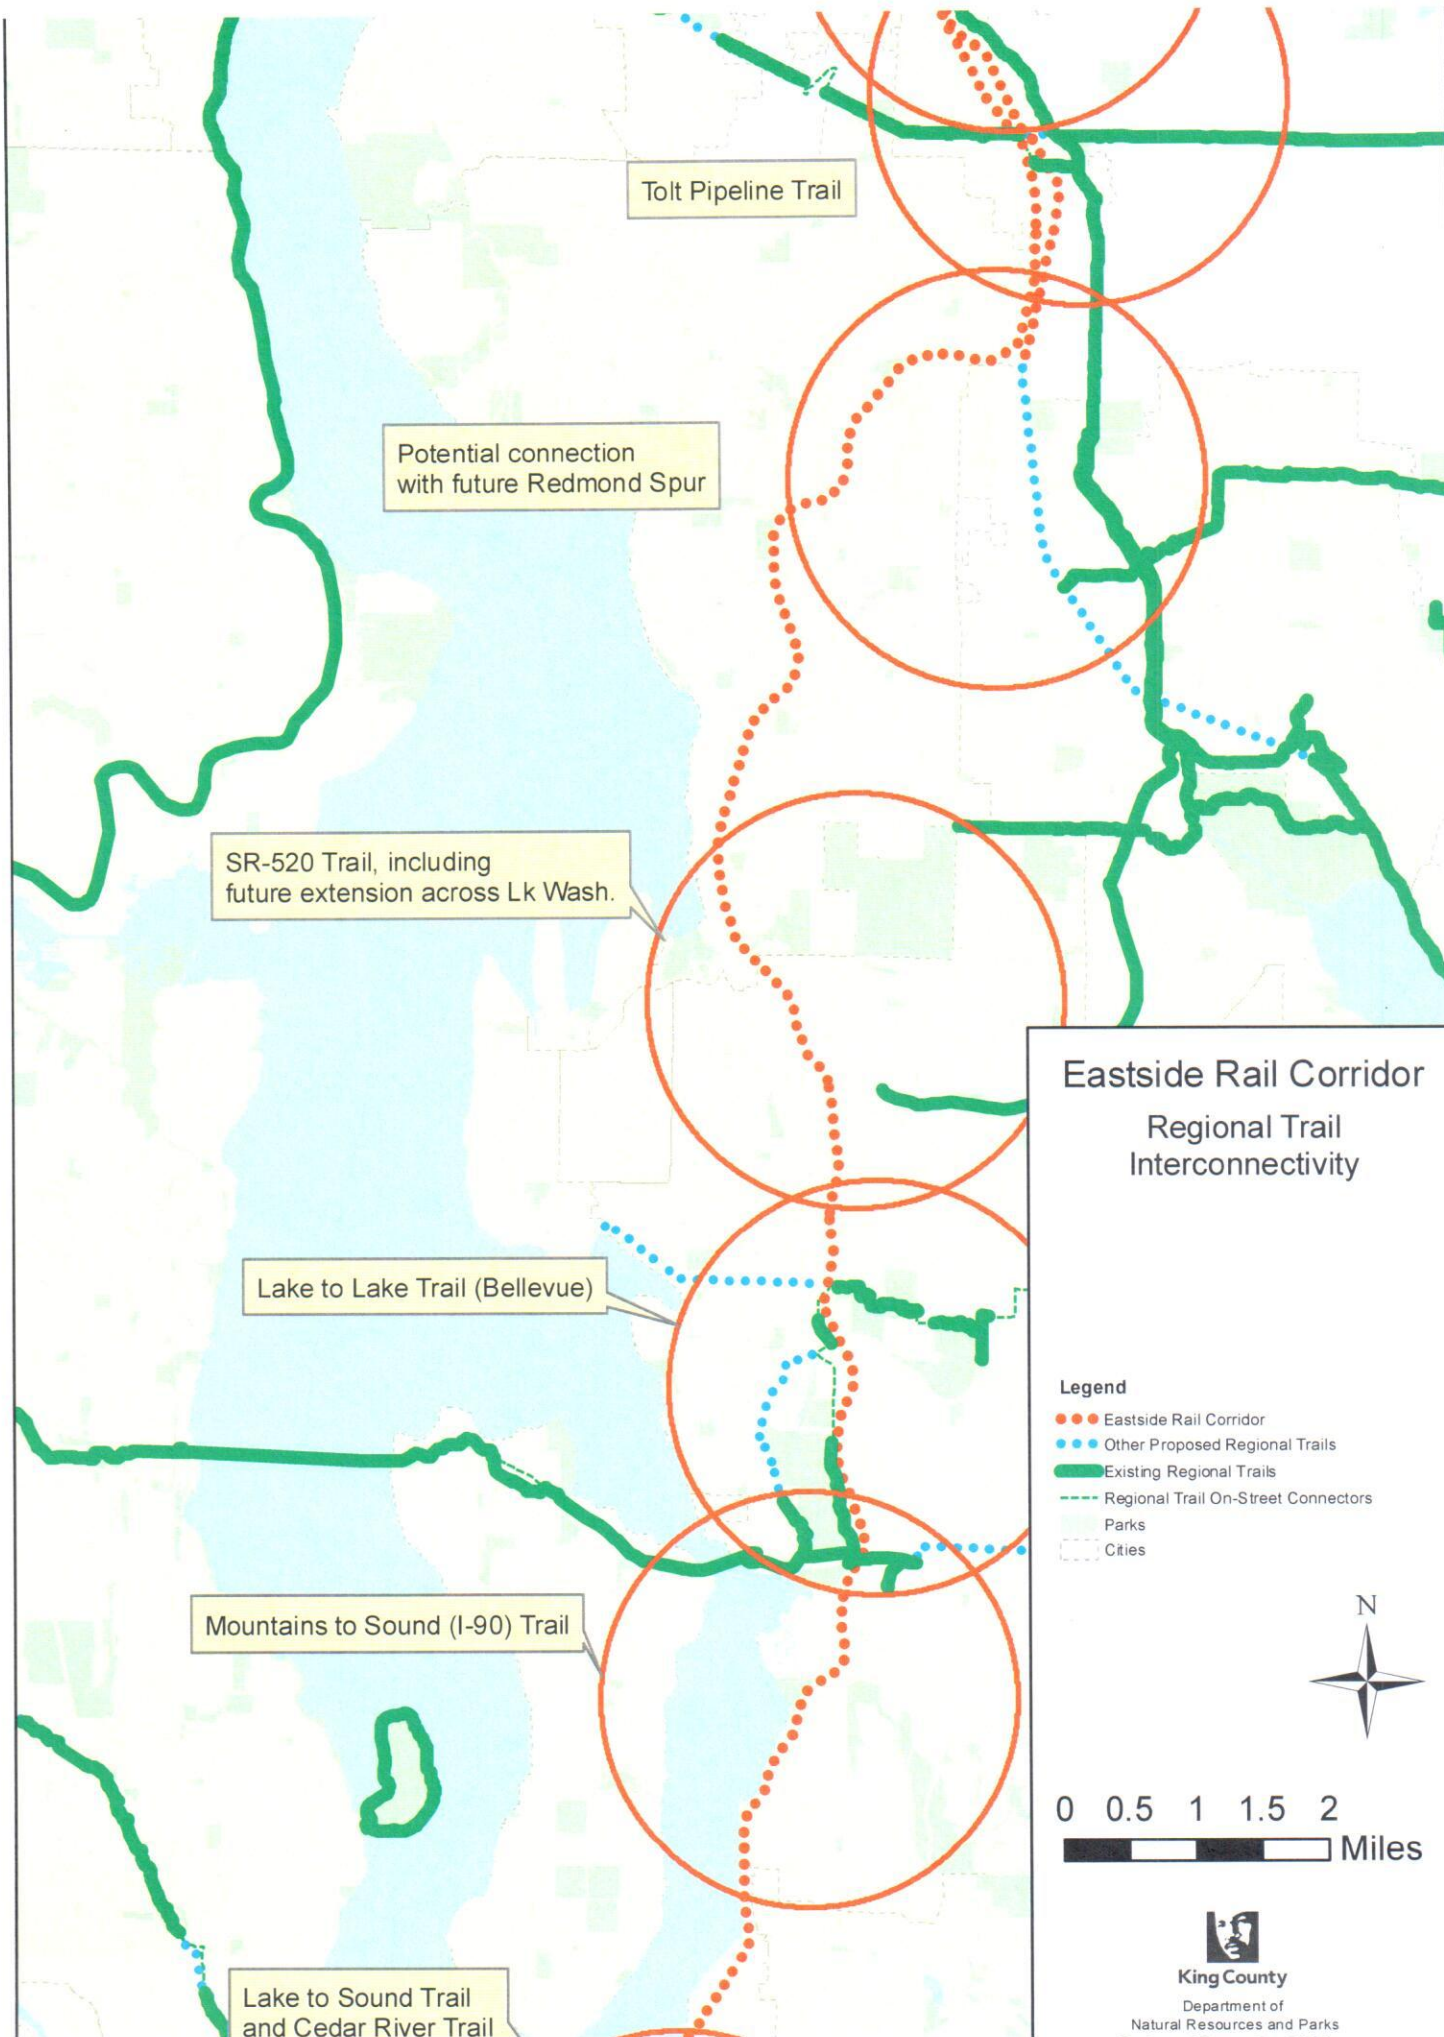 Tolt Pipeline Trail
Potential connection
with future Redmond Spur
SR-520 Trail, including
future extension across Lk Wash.
Lake to Lake Trail (Bellevue)
Mountains to Sound (I-90) Trail
Lake to Sound Trail
and Cedar River Trail
Eastside Rail Corridor
Regional Trail
Interconnectivity
Legend
Eastside Rail Corridor
Other Proposed Regional Trails
Existing Regional Trails
Regional Trail On-Street Connectors
Parks
Cities
N
0 0.5 1 1.5 2
Miles
King County
Department of
Natural Resources and Parks